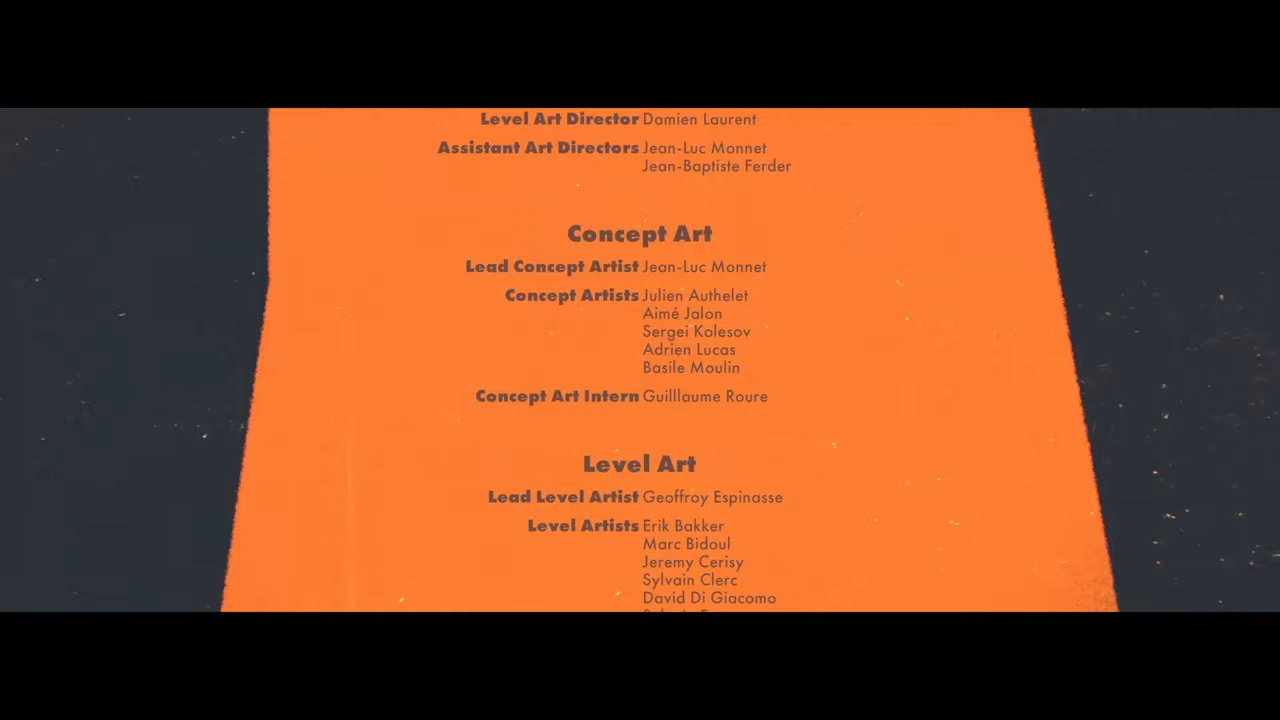 Level Art Director Damien Laurent
Assistant Art Directors Jean-Luc Monnet
Jean-Baptiste Ferder
Concept Art
Lead Concept Artist Jean-Luc Monnet
Concept Artists Julien Authelet
Aimé Jalon
Sergei Kolesov
Adrien Lucas
Basile Moulin
Concept Art Intern Guilllaume Roure
Level Art
Lead Level Artist Geoffroy Espinasse
Level Artists Erik Bakker
Marc Bidoul
Jeremy Cerisy
Sylvain Clerc
David Di Giacomo